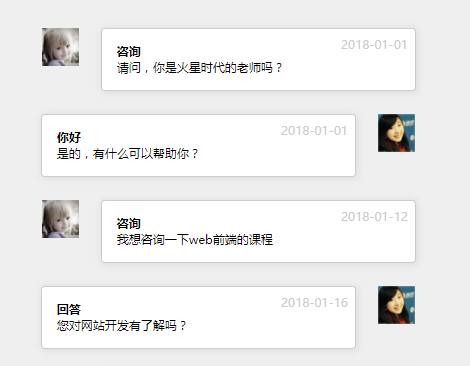 咨询
2018-01-01
请问，你是火星时代的老师吗？
你好
2018-01-01
是的，有什么可以帮助你？
咨询
2018-01-12
我想咨询一下web前端的课程
回答
2018-01-16
您对网站开发有了解吗？